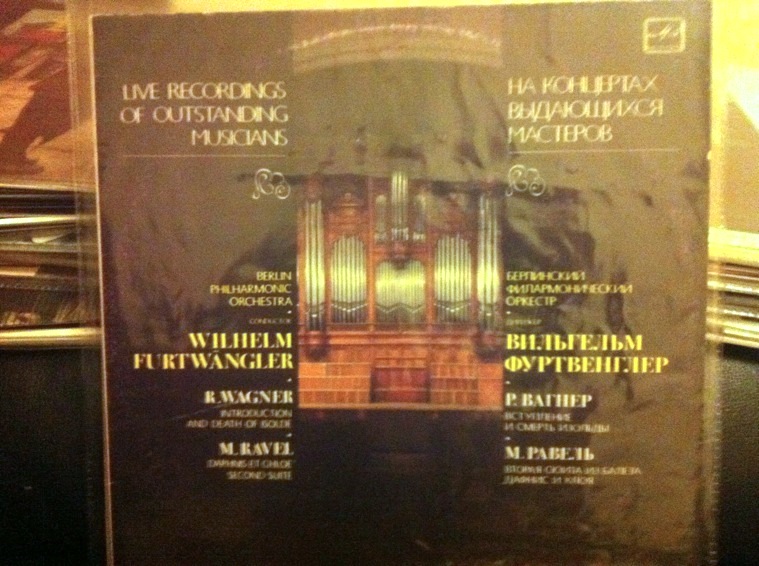 LIVE RECORDINGS
OF OUTSTANDING
MUSICIANS
BERLIN
PHILHARMONIC
ORCHESTRA
CONDUCTOR
WILHELM
FURTWÄNGLER
R.WAGNER
INTRODUCTION
AND DEATH OF ISOLDE
M.RAVEL
DAPHNIS ET CHLOE
SECOND SUITE
НА КОНЦЕРТАХ
ВЫДАЮЩИХСЯ
МАСТЕРОВ
БЕРЛИНСКИЙ
ФИЛАРМОНИЧЕСКИЙ
ОРКЕСТР
ДИРИЖЕР
ВИЛЬГЕЛЬМ
ФУРТВЕНГЛЕР
Р. ВАГНЕР
ВСТУПЛЕНИЕ
И СМЕРТЬ ИЗОЛЬДЫ
М. РАВЕЛЬ
ВТОРАЯ СЮИТА ИЗ БАЛЕТА
ДАФНИС И ХЛОЯ